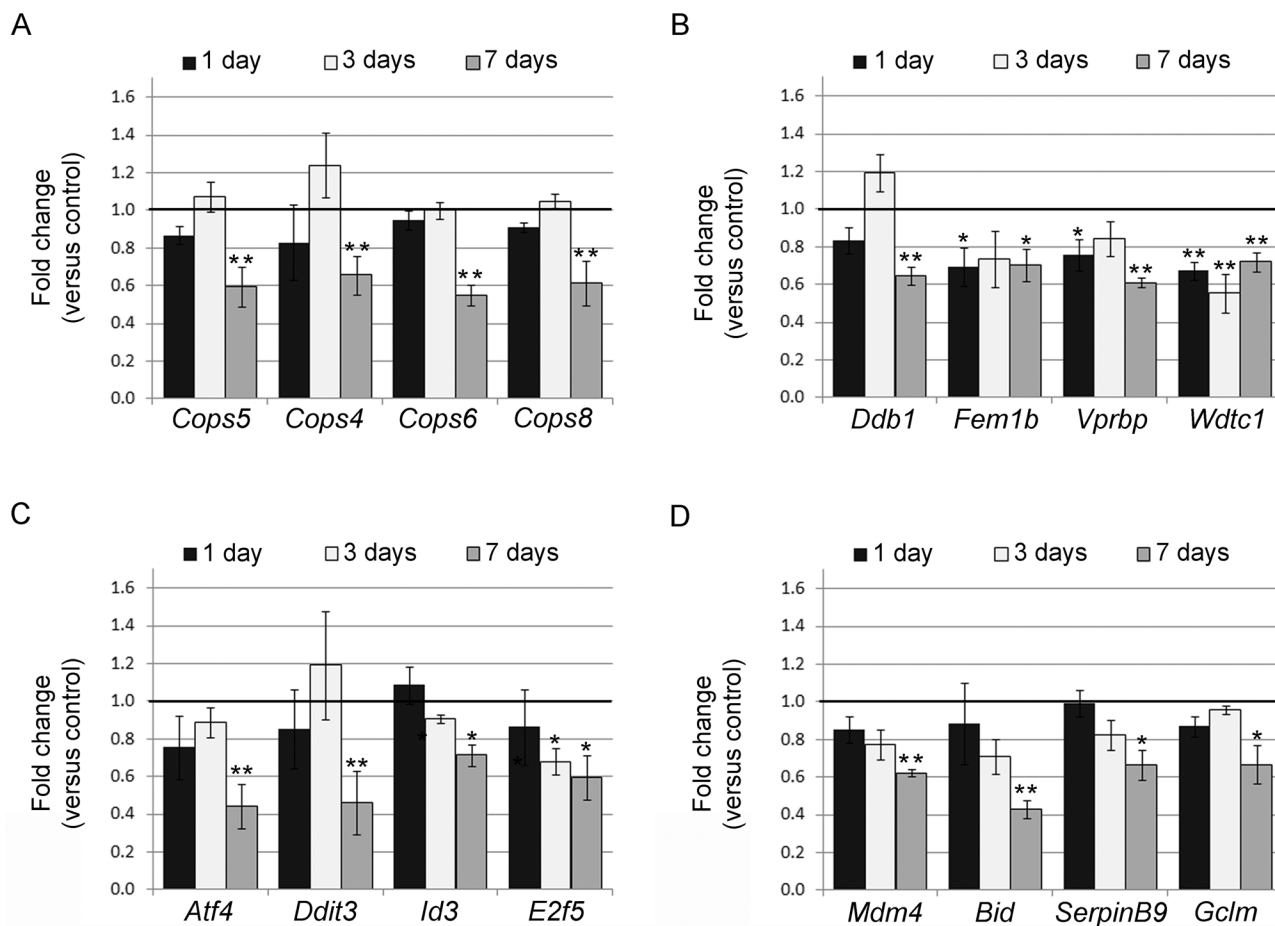 A
1 day 3 days 7 days
Fold change
(versus control)
1.6
1.4
1.2
1.0
0.8
0.6
0.4
0.2
0.0
** ** ** **
Cops5 Cops4 Cops6 Cops8
B
1 day 3 days 7 days
Fold change
(versus control)
1.6
1.4
1.2
1.0
0.8
0.6
0.4
0.2
0.0
** * * * ** ** ** **
Ddb1 Fem1b Vprbp Wdtc1
C
1 day 3 days 7 days
Fold change
(versus control)
1.6
1.4
1.2
1.0
0.8
0.6
0.4
0.2
0.0
** ** * * * * *
Atf4 Ddit3 Id3 E2f5
D
1 day 3 days 7 days
Fold change
(versus control)
1.6
1.4
1.2
1.0
0.8
0.6
0.4
0.2
0.0
** ** * *
Mdm4 Bid SerpinB9 Gclm